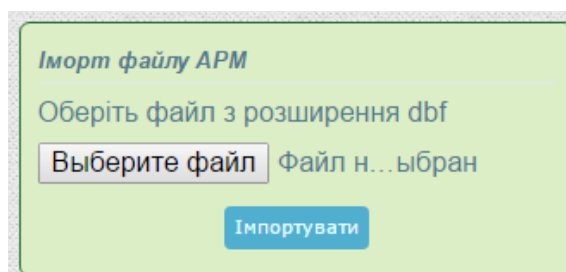 Іморт файлу АРМ
Оберіть файл з розширення dbf
Выберите файл Файл н...ыбран
Імпортувати